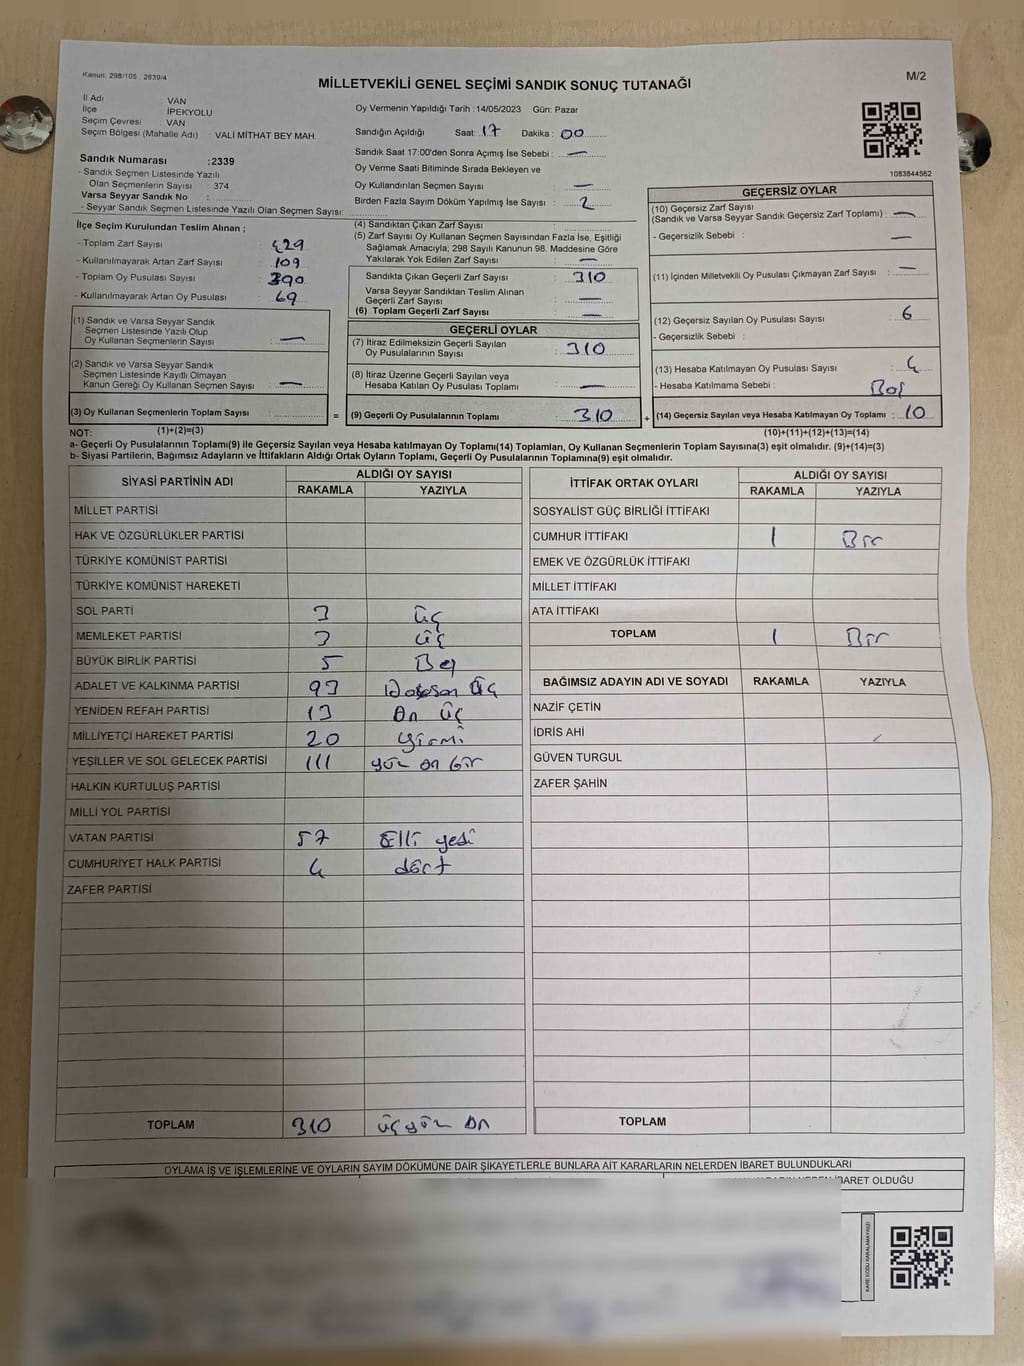 Kanun: 298/105 , 2839/4
M/2
MİLLETVEKİLİ GENEL SEÇİMİ SANDIK SONUÇ TUTANAĞI
İl Adı : VAN
İlçe : İPEKYOLU
Seçim Çevresi : VAN
Seçim Bölgesi (Mahalle Adı) : VALİ MİTHAT BEY MAH.
Sandık Numarası :2339
- Sandık Seçmen Listesinde Yazılı
Olan Seçmenlerin Sayısı : 374
Varsa Seyyar Sandık No :
- Seyyar Sandık Seçmen Listesinde Yazılı Olan Seçmen Sayısı:
Oy Vermenin Yapıldığı Tarih : 14/05/2023 Gün: Pazar
Sandığın Açıldığı Saat: 17 Dakika : 00
Sandık Saat 17:00'den Sonra Açımış İse Sebebi : —
Oy Verme Saati Bitiminde Sırada Bekleyen ve
Oy Kullandırılan Seçmen Sayısı : —
Birden Fazla Sayım Döküm Yapılmış İse Sayısı : 2
1083844562
İlçe Seçim Kurulundan Teslim Alınan ;
- Toplam Zarf Sayısı : 429
- Kullanılmayarak Artan Zarf Sayısı : 109
- Toplam Oy Pusulası Sayısı : 390
- Kullanılmayarak Artan Oy Pusulası : 69
(4) Sandıktan Çıkan Zarf Sayısı :
(5) Zarf Sayısı Oy Kullanan Seçmen Sayısından Fazla İse, Eşitliği
Sağlamak Amacıyla; 298 Sayılı Kanunun 98. Maddesine Göre
Yakılarak Yok Edilen Zarf Sayısı : —
Sandıkta Çıkan Geçerli Zarf Sayısı : 310
Varsa Seyyar Sandıktan Teslim Alınan
Geçerli Zarf Sayısı : —
(6) Toplam Geçerli Zarf Sayısı : —
GEÇERSİZ OYLAR
(10) Geçersiz Zarf Sayısı
(Sandık ve Varsa Seyyar Sandık Geçersiz Zarf Toplamı) : —
- Geçersizlik Sebebi : —
(11) İçinden Milletvekili Oy Pusulası Çıkmayan Zarf Sayısı : —
(12) Geçersiz Sayılan Oy Pusulası Sayısı : 6
- Geçersizlik Sebebi :
(13) Hesaba Katılmayan Oy Pusulası Sayısı : 4
- Hesaba Katılmama Sebebi : Boş
(1) Sandık ve Varsa Seyyar Sandık
Seçmen Listesinde Yazılı Olup
Oy Kullanan Seçmenlerin Sayısı : —
(2) Sandık ve Varsa Seyyar Sandık
Seçmen Listesinde Kayıtlı Olmayan
Kanun Gereği Oy Kullanan Seçmen Sayısı : —
GEÇERLİ OYLAR
(7) İtiraz Edilmeksizin Geçerli Sayılan
Oy Pusulalarının Sayısı : 310
(8) İtiraz Üzerine Geçerli Sayılan veya
Hesaba Katılan Oy Pusulası Toplamı : —
(3) Oy Kullanan Seçmenlerin Toplam Sayısı : = (9) Geçerli Oy Pusulalarının Toplamı : 310 + (14) Geçersiz Sayılan veya Hesaba Katılmayan Oy Toplamı : 10
NOT: (1)+(2)=(3) (10)+(11)+(12)+(13)=(14)
a- Geçerli Oy Pusulalarının Toplamı(9) ile Geçersiz Sayılan veya Hesaba katılmayan Oy Toplamı(14) Toplamları, Oy Kullanan Seçmenlerin Toplam Sayısına(3) eşit olmalıdır. (9)+(14)=(3)
b- Siyasi Partilerin, Bağımsız Adayların ve İttifakların Aldığı Ortak Oyların Toplamı, Geçerli Oy Pusulalarının Toplamına(9) eşit olmalıdır.
SİYASİ PARTİNİN ADI ALDIĞI OY SAYISI
RAKAMLA YAZIYLA
MİLLET PARTİSİ
HAK VE ÖZGÜRLÜKLER PARTİSİ
TÜRKİYE KOMÜNİST PARTİSİ
TÜRKİYE KOMÜNİST HAREKETİ
SOL PARTİ 3 üç
MEMLEKET PARTİSİ 3 üç
BÜYÜK BİRLİK PARTİSİ 5 Beş
ADALET VE KALKINMA PARTİSİ 93 Doksan Üç
YENİDEN REFAH PARTİSİ 13 On üç
MİLLİYETÇİ HAREKET PARTİSİ 20 yirmi
YEŞİLLER VE SOL GELECEK PARTİSİ 111 yüz on bir
HALKIN KURTULUŞ PARTİSİ
MİLLİ YOL PARTİSİ
VATAN PARTİSİ 57 Elli yedi
CUMHURİYET HALK PARTİSİ 4 dört
ZAFER PARTİSİ
TOPLAM 310 üçyüz on
İTTİFAK ORTAK OYLARI ALDIĞI OY SAYISI
RAKAMLA YAZIYLA
SOSYALİST GÜÇ BİRLİĞİ İTTİFAKI
CUMHUR İTTİFAKI 1 Bir
EMEK VE ÖZGÜRLÜK İTTİFAKI
MİLLET İTTİFAKI
ATA İTTİFAKI
TOPLAM 1 Bir
BAĞIMSIZ ADAYIN ADI VE SOYADI RAKAMLA YAZIYLA
NAZİF ÇETİN
İDRİS AHİ
GÜVEN TURGUL
ZAFER ŞAHİN
TOPLAM
OYLAMA İŞ VE İŞLEMLERİNE VE OYLARIN SAYIM DÖKÜMÜNE DAİR ŞİKAYETLERLE BUNLARA AİT KARARLARIN NELERDEN İBARET BULUNDUKLARI
İBARET OLDUĞU
KARE KODU KARALAMAYINIZ!